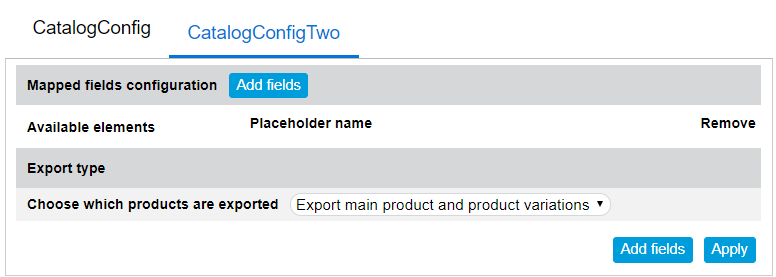 CatalogConfig CatalogConfigTwo
Mapped fields configuration Add fields
Available elements Placeholder name Remove
Export type
Choose which products are exported Export main product and product variations
Add fields Apply